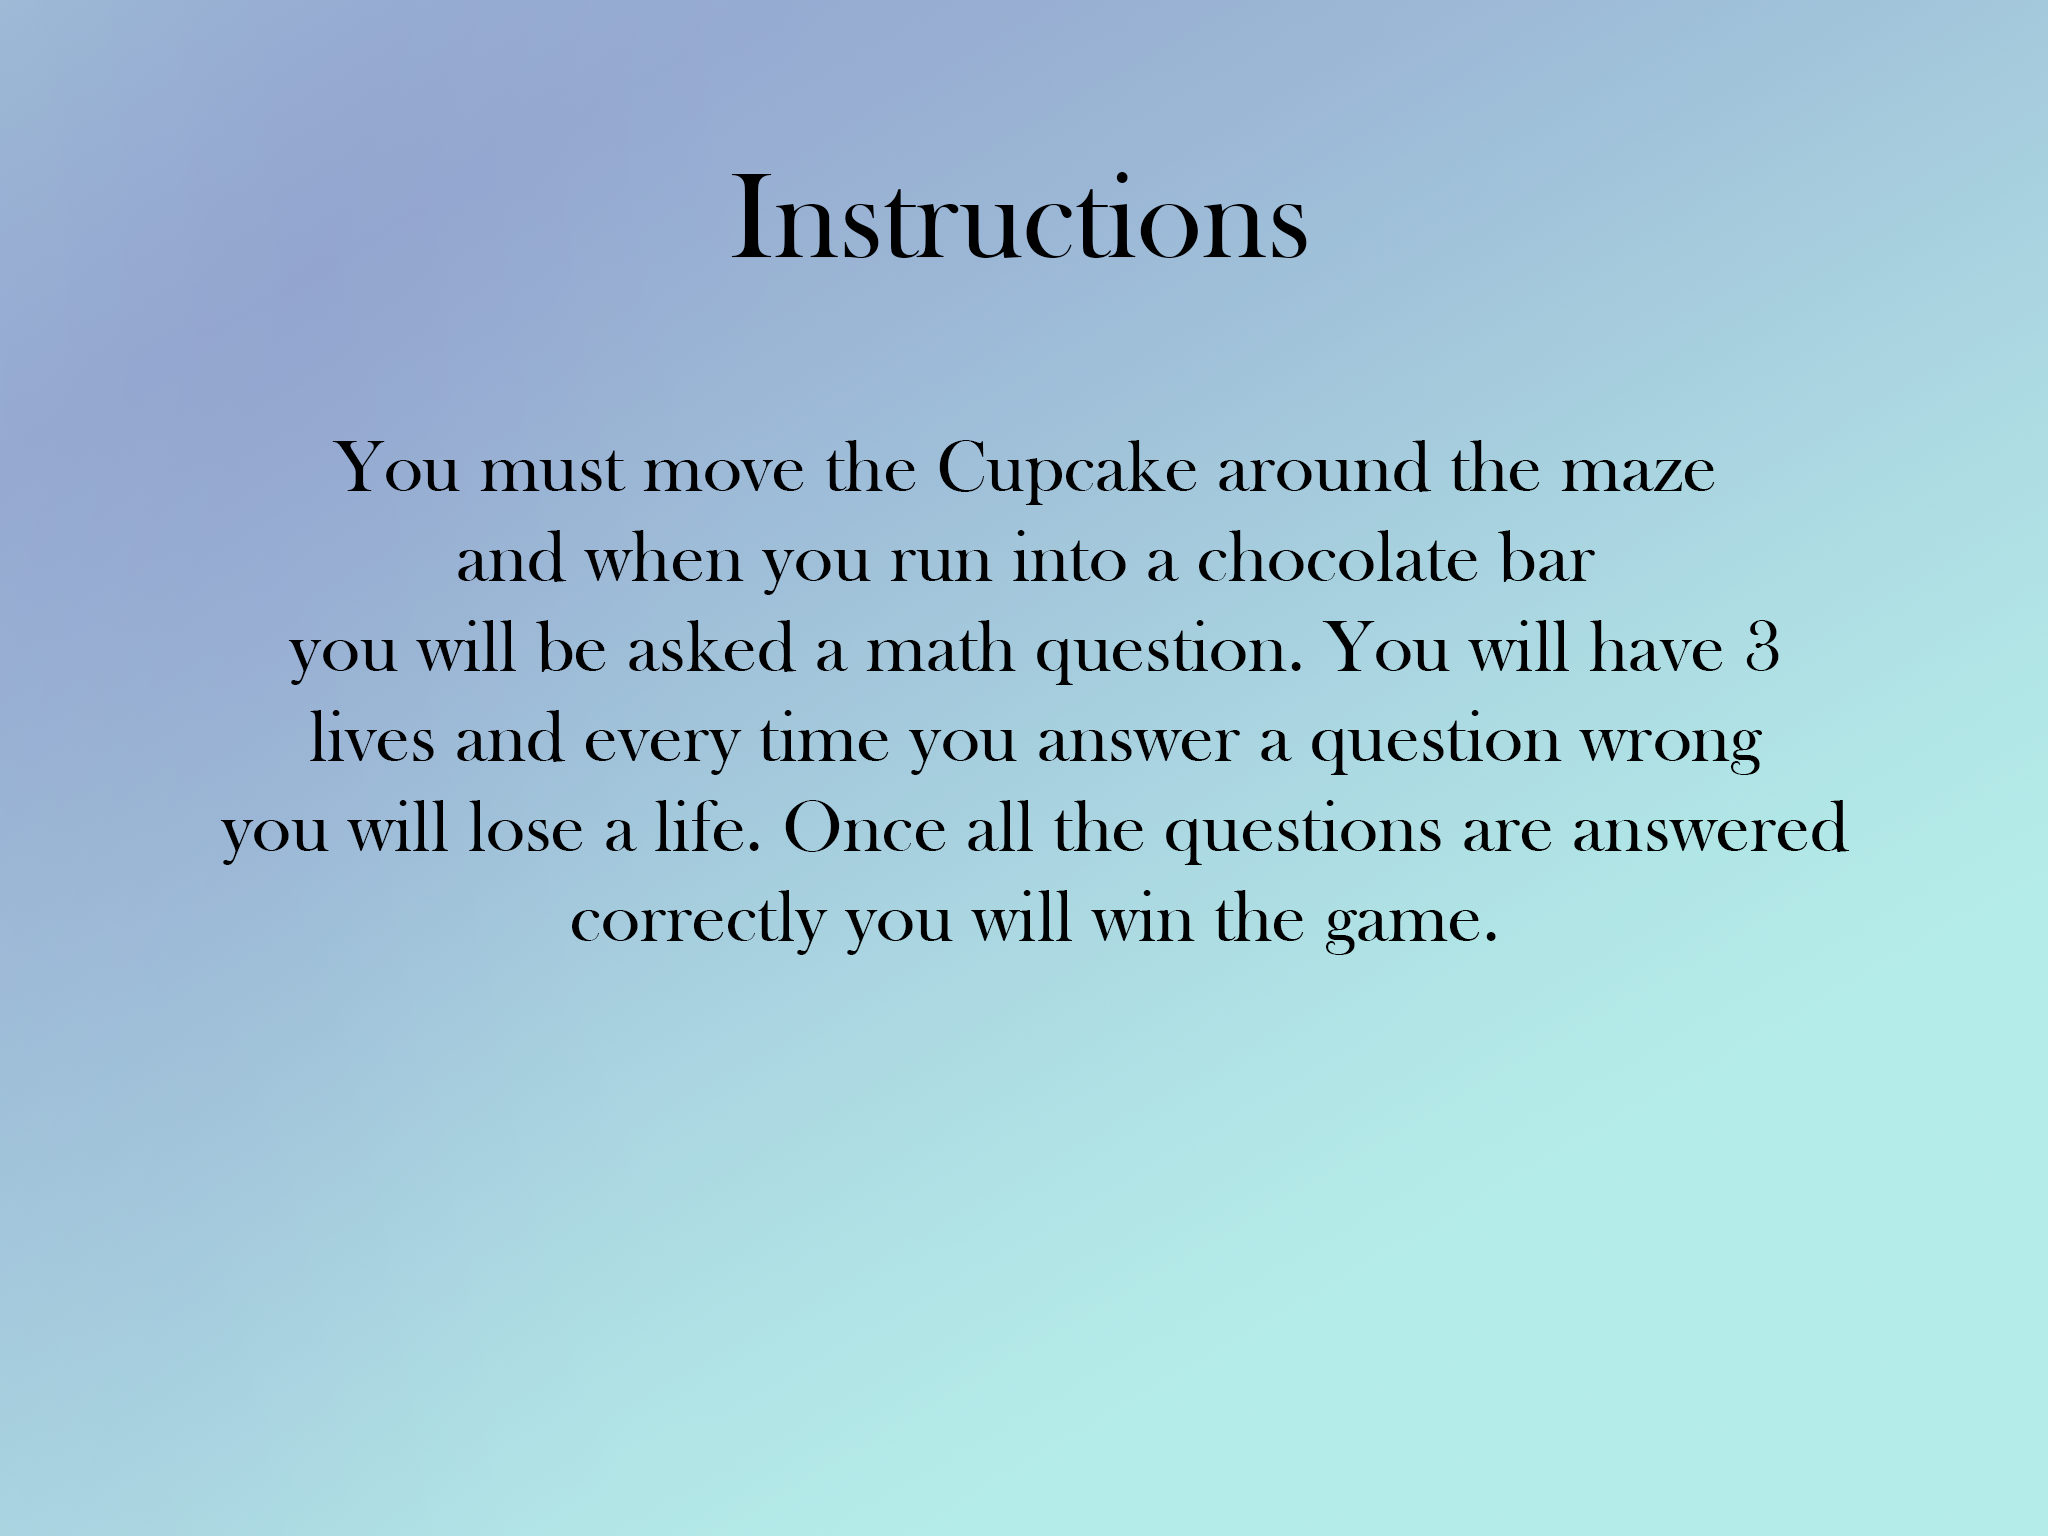 Instructions
You must move the Cupcake around the maze
and when you run into a chocolate bar
you will be asked a math question. You will have 3
lives and every time you answer a question wrong
you will lose a life. Once all the questions are answered
correctly you will win the game.